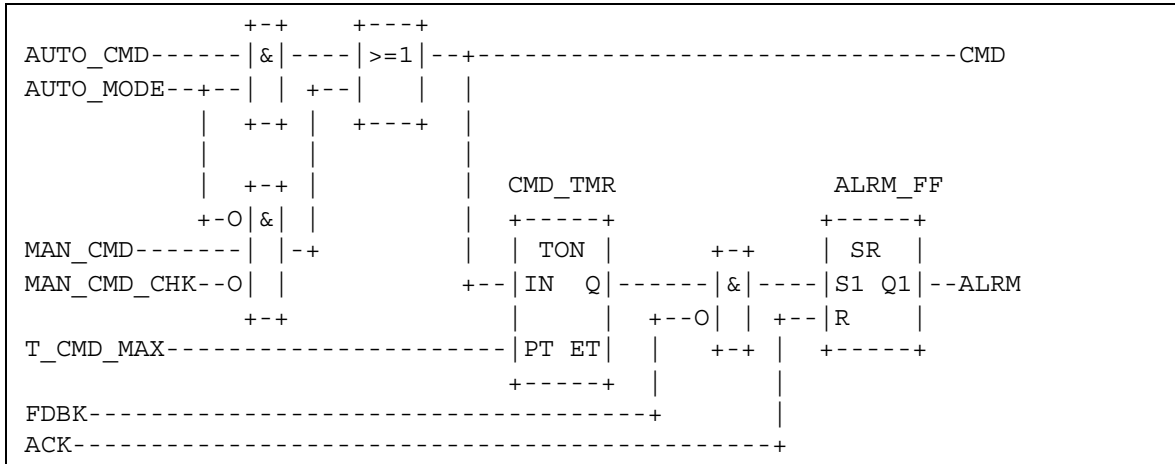 +-+ +----+
AUTO_CMD------|&|----|>=1|--+-------------------------------CMD
AUTO_MODE--+--| | +--| | |
| +-+ | +----+ |
| | |
| +-+ | | CMD_TMR ALRM_FF
+-O|&| | | +-----+ +-----+
MAN_CMD-------| |-+ | | TON | +-+ | SR |
MAN_CMD_CHK--O| | +--|IN Q|------|&|----|S1 Q1|--ALRM
+-+ | | +--O| | +--|R |
T_CMD_MAX----------------------|PT ET| | +-+ | +-----+
+-----+ | |
FDBK------------------------------------+ |
ACK---------------------------------------------+